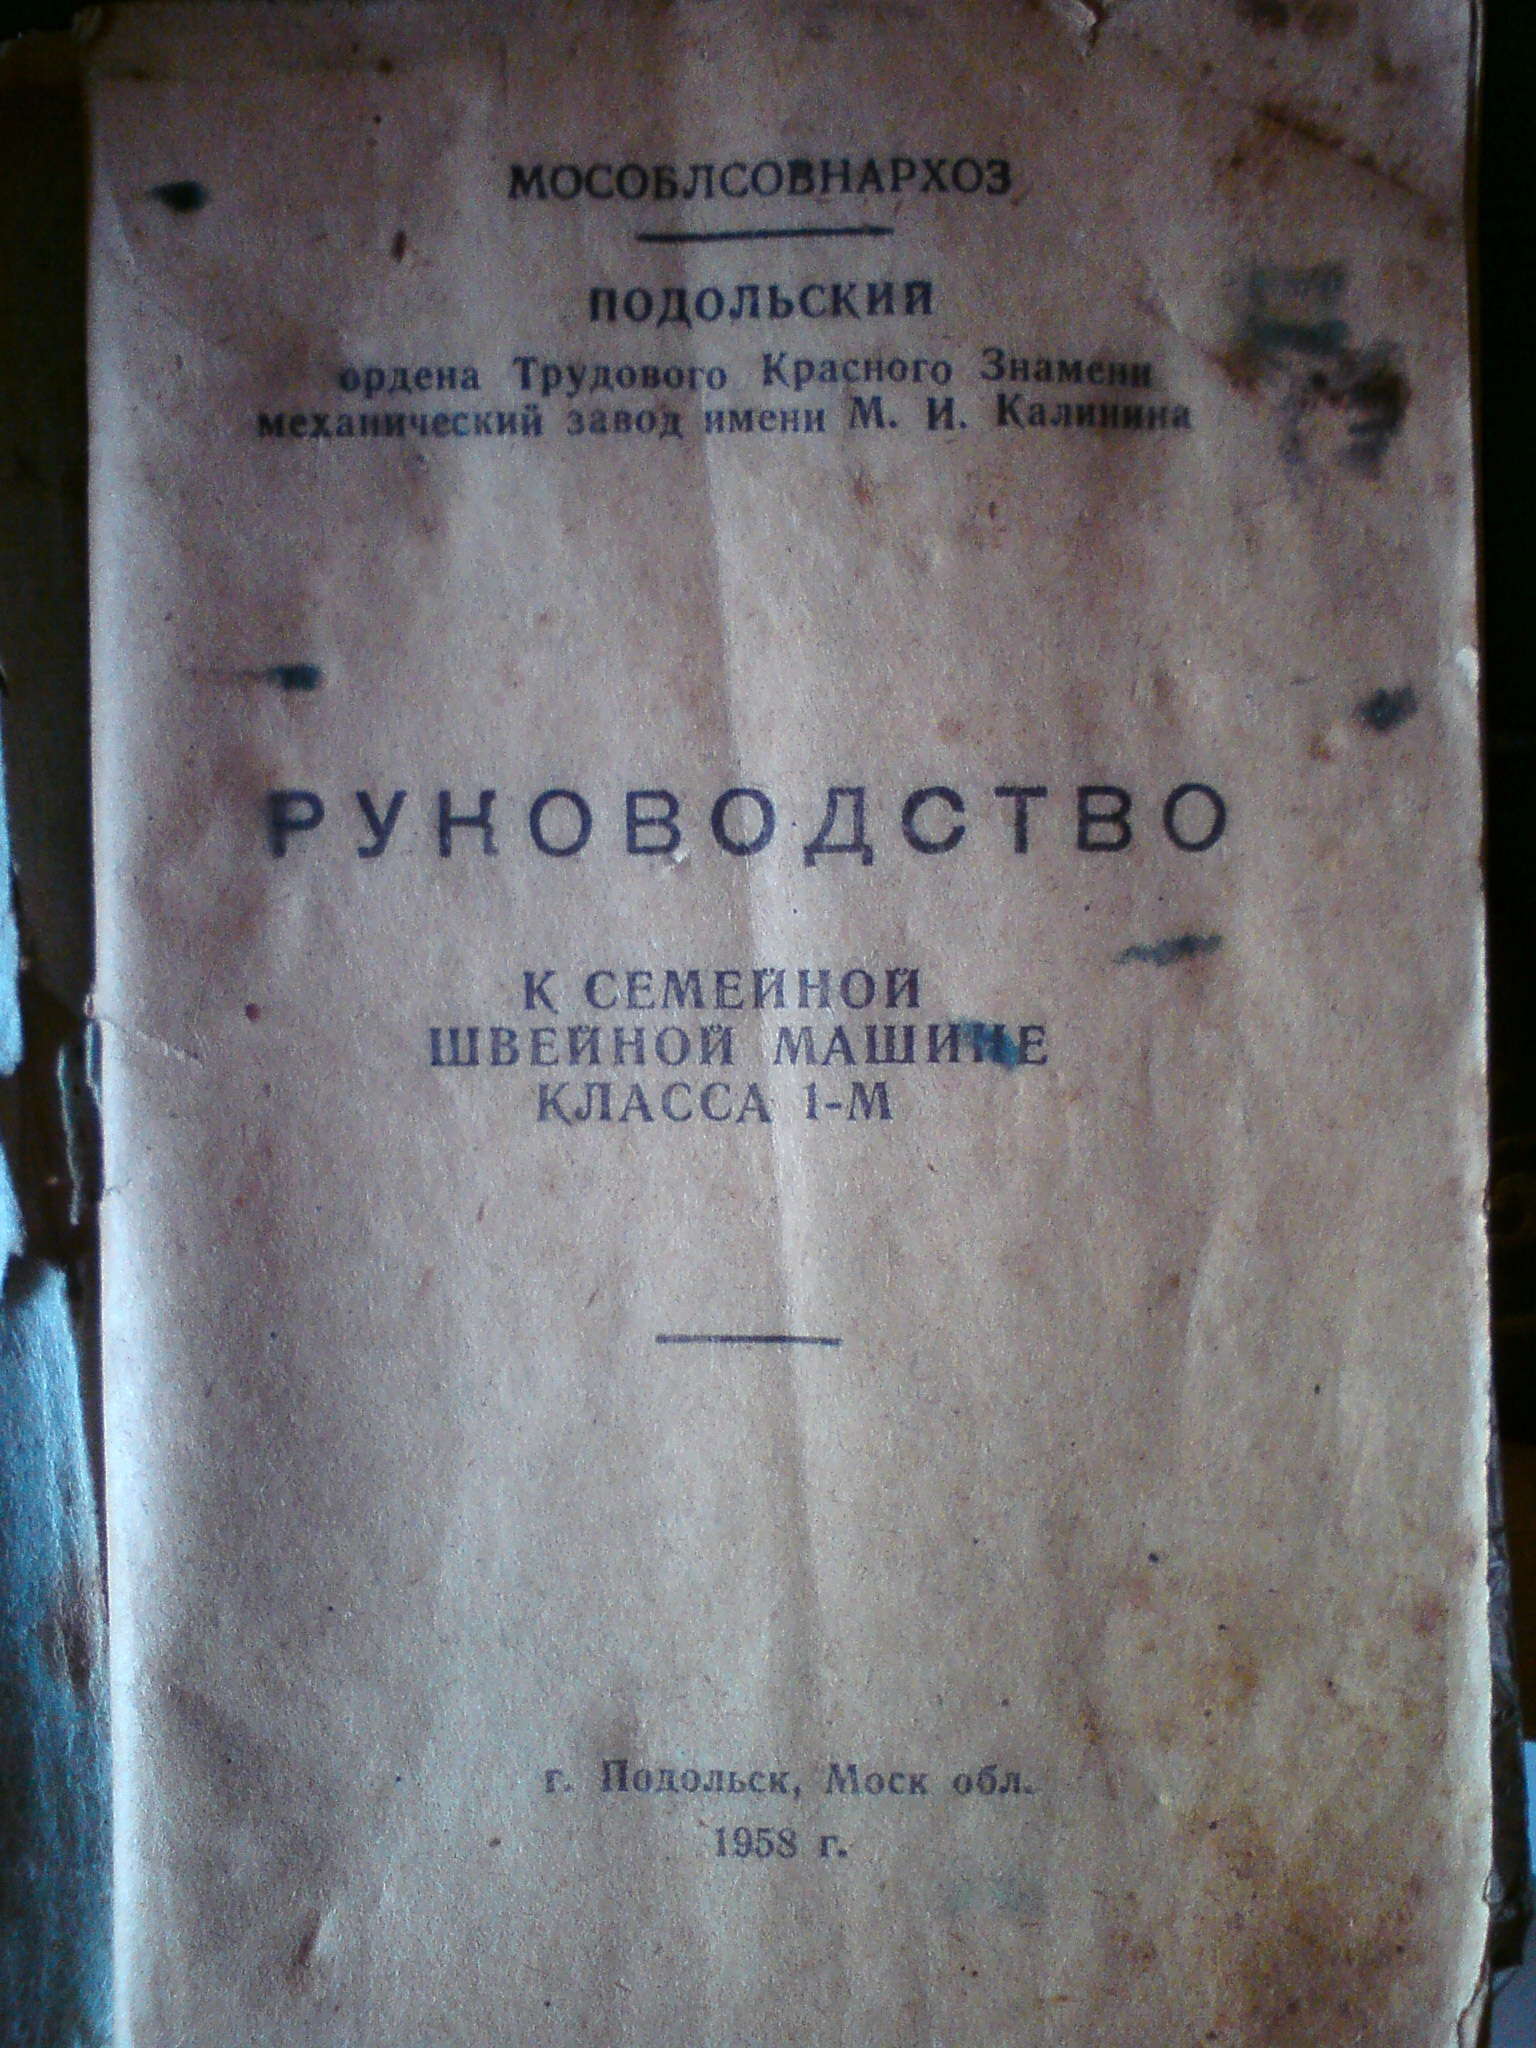 МОСОБЛСОВНАРХОЗ
ПОДОЛЬСКИЙ
ордена Трудового Красного Знамени
механический завод имени М. И. Калинина
РУКОВОДСТВО
К СЕМЕЙНОЙ
ШВЕЙНОЙ МАШИНЕ
КЛАССА 1-М
г. Подольск, Моск обл.
1958 г.